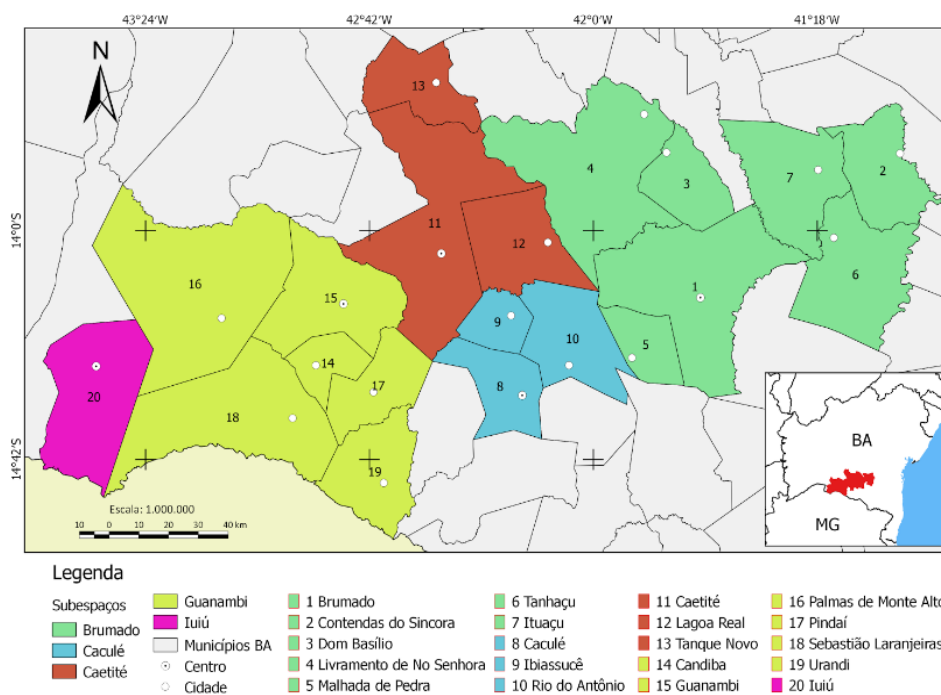 43°24'W 42°42'W 42°0'W 41°18'W
N
13
4
3
7
2
14°0'S
11
12
16
15
1
6
9
10
5
14
8
17
20
18
19
14°42'S
BA
MG
Escala: 1.000.000
10 0 10 20 30 40 km
Legenda
Subespaços
Brumado
Caculé
Caetité
Guanambi
Iuiú
Municípios BA
Centro
Cidade
1 Brumado
2 Contendas do Sincora
3 Dom Basílio
4 Livramento de No Senhora
5 Malhada de Pedra
6 Tanhaçu
7 Ituaçu
8 Caculé
9 Ibiassucê
10 Rio do Antônio
11 Caetité
12 Lagoa Real
13 Tanque Novo
14 Candiba
15 Guanambi
16 Palmas de Monte Alto
17 Pindaí
18 Sebastião Laranjeiras
19 Urandi
20 Iuiú